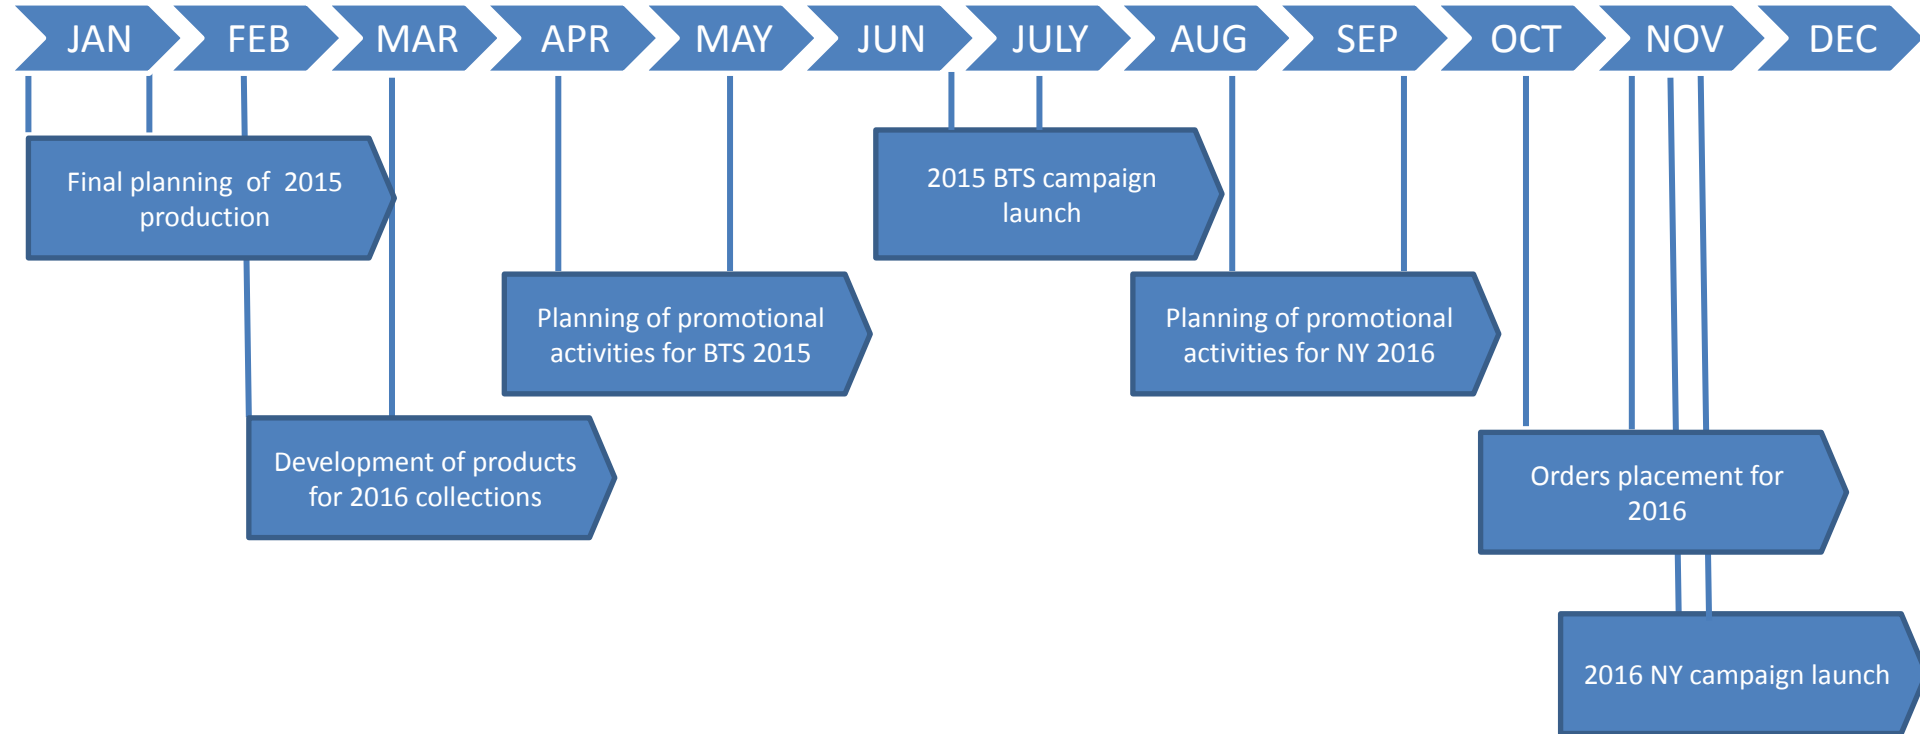 JAN FEB MAR APR MAY JUN JULY AUG SEP OCT NOV DEC
Final planning of 2015
production
2015 BTS campaign
launch
Planning of promotional
activities for BTS 2015
Planning of promotional
activities for NY 2016
Development of products
for 2016 collections
Orders placement for
2016
2016 NY campaign launch